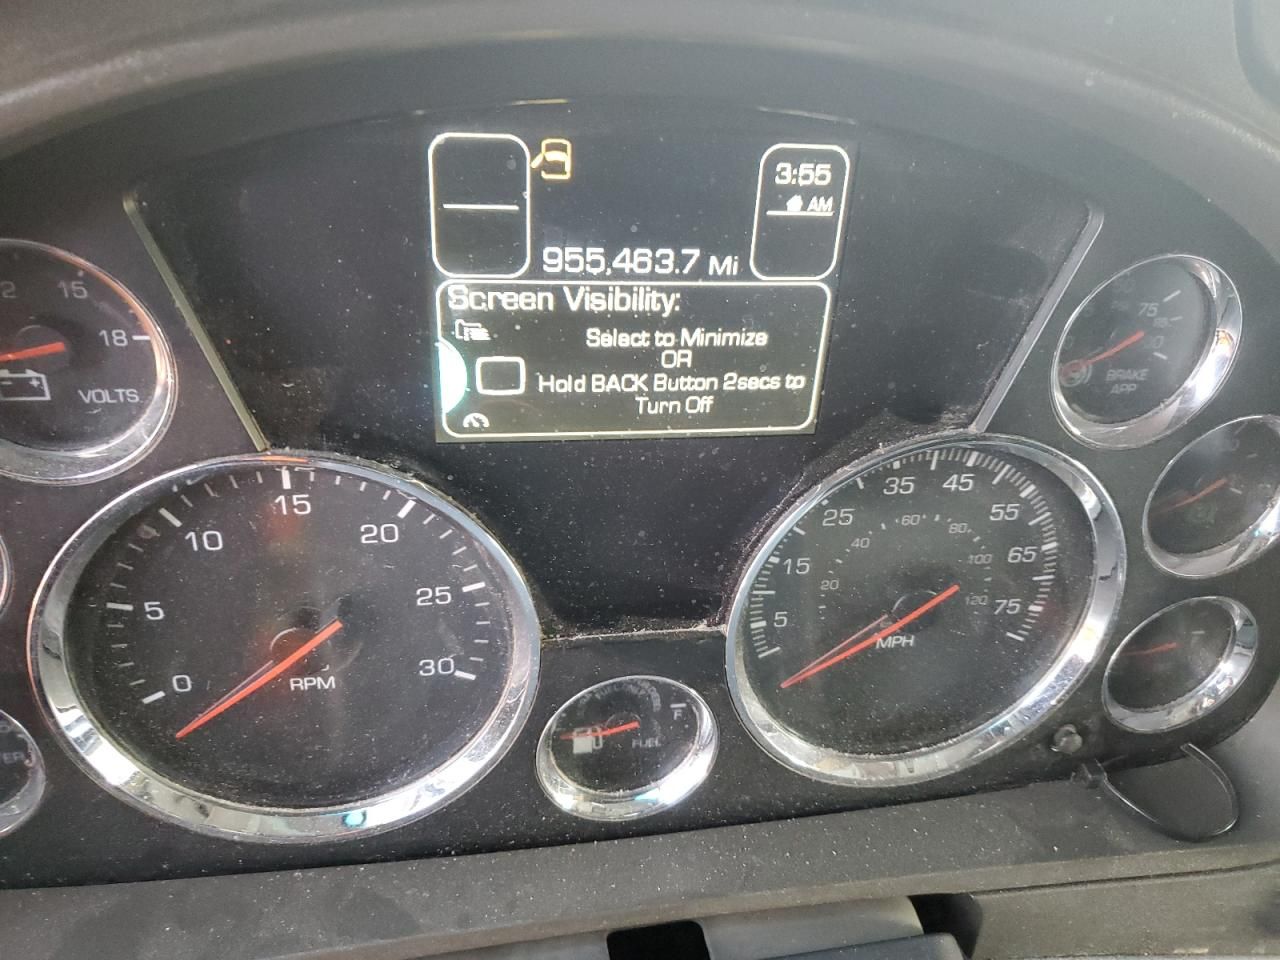 3:55
AM
955,463.7 Mi
Screen Visibility:
Select to Minimize
OR
Hold BACK Button 2secs to
Turn Off
15
18
VOLTS
0
5
10
15
20
25
30
RPM
F
FUEL
5
15
25
35
45
55
65
75
20
40
60
80
100
120
MPH
75
BRAKE
APP